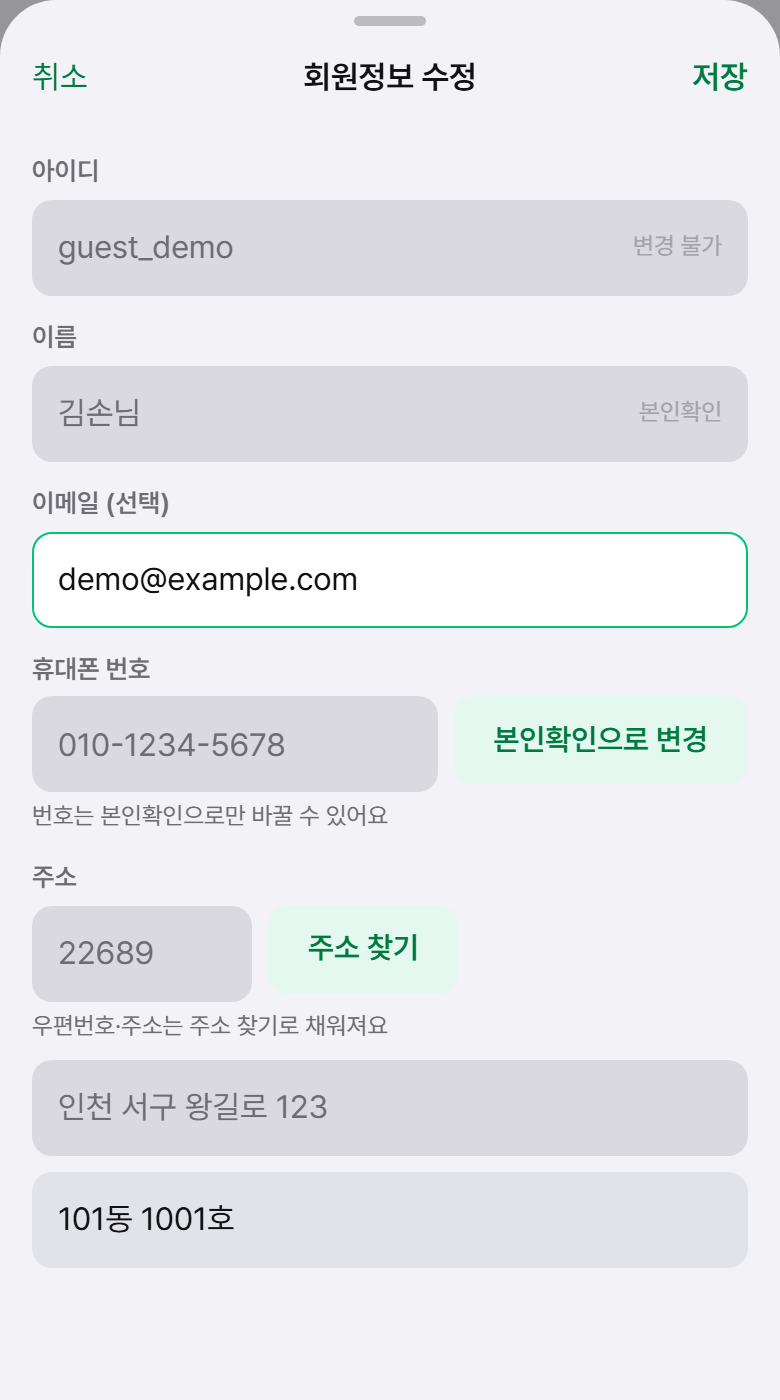 취소 회원정보 수정 저장
아이디
guest_demo 변경 불가
이름
김손님 본인확인
이메일 (선택)
demo@example.com
휴대폰 번호
010-1234-5678 본인확인으로 변경
번호는 본인확인으로만 바꿀 수 있어요
주소
22689 주소 찾기
우편번호·주소는 주소 찾기로 채워져요
인천 서구 왕길로 123
101동 1001호